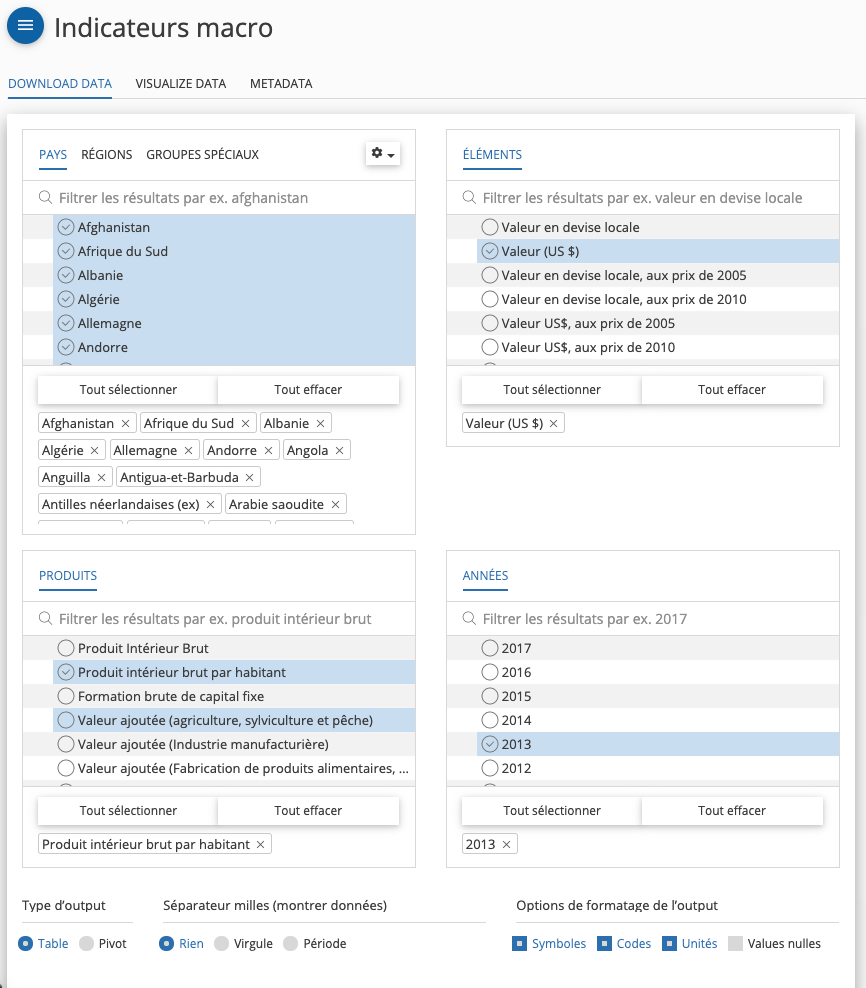 Indicateurs macro
DOWNLOAD DATA VISUALIZE DATA METADATA
PAYS RÉGIONS GROUPES SPÉCIAUX
Filtrer les résultats par ex. afghanistan
Afghanistan
Afrique du Sud
Albanie
Algérie
Allemagne
Andorre
Tout sélectionner Tout effacer
Afghanistan × Afrique du Sud × Albanie ×
Algérie × Allemagne × Andorre × Angola ×
Anguilla × Antigua-et-Barbuda ×
Antilles néerlandaises (ex) × Arabie saoudite ×
ÉLÉMENTS
Filtrer les résultats par ex. valeur en devise locale
Valeur en devise locale
Valeur (US $)
Valeur en devise locale, aux prix de 2005
Valeur en devise locale, aux prix de 2010
Valeur US$, aux prix de 2005
Valeur US$, aux prix de 2010
Tout sélectionner Tout effacer
Valeur (US $) ×
PRODUITS
Filtrer les résultats par ex. produit intérieur brut
Produit Intérieur Brut
Produit intérieur brut par habitant
Formation brute de capital fixe
Valeur ajoutée (agriculture, sylviculture et pêche)
Valeur ajoutée (Industrie manufacturière)
Valeur ajoutée (Fabrication de produits alimentaires, ...
Tout sélectionner Tout effacer
Produit intérieur brut par habitant ×
ANNÉES
Filtrer les résultats par ex. 2017
2017
2016
2015
2014
2013
2012
Tout sélectionner Tout effacer
2013 ×
Type d’output Séparateur milles (montrer données) Options de formatage de l’output
Table Pivot Rien Virgule Période Symboles Codes Unités Values nulles